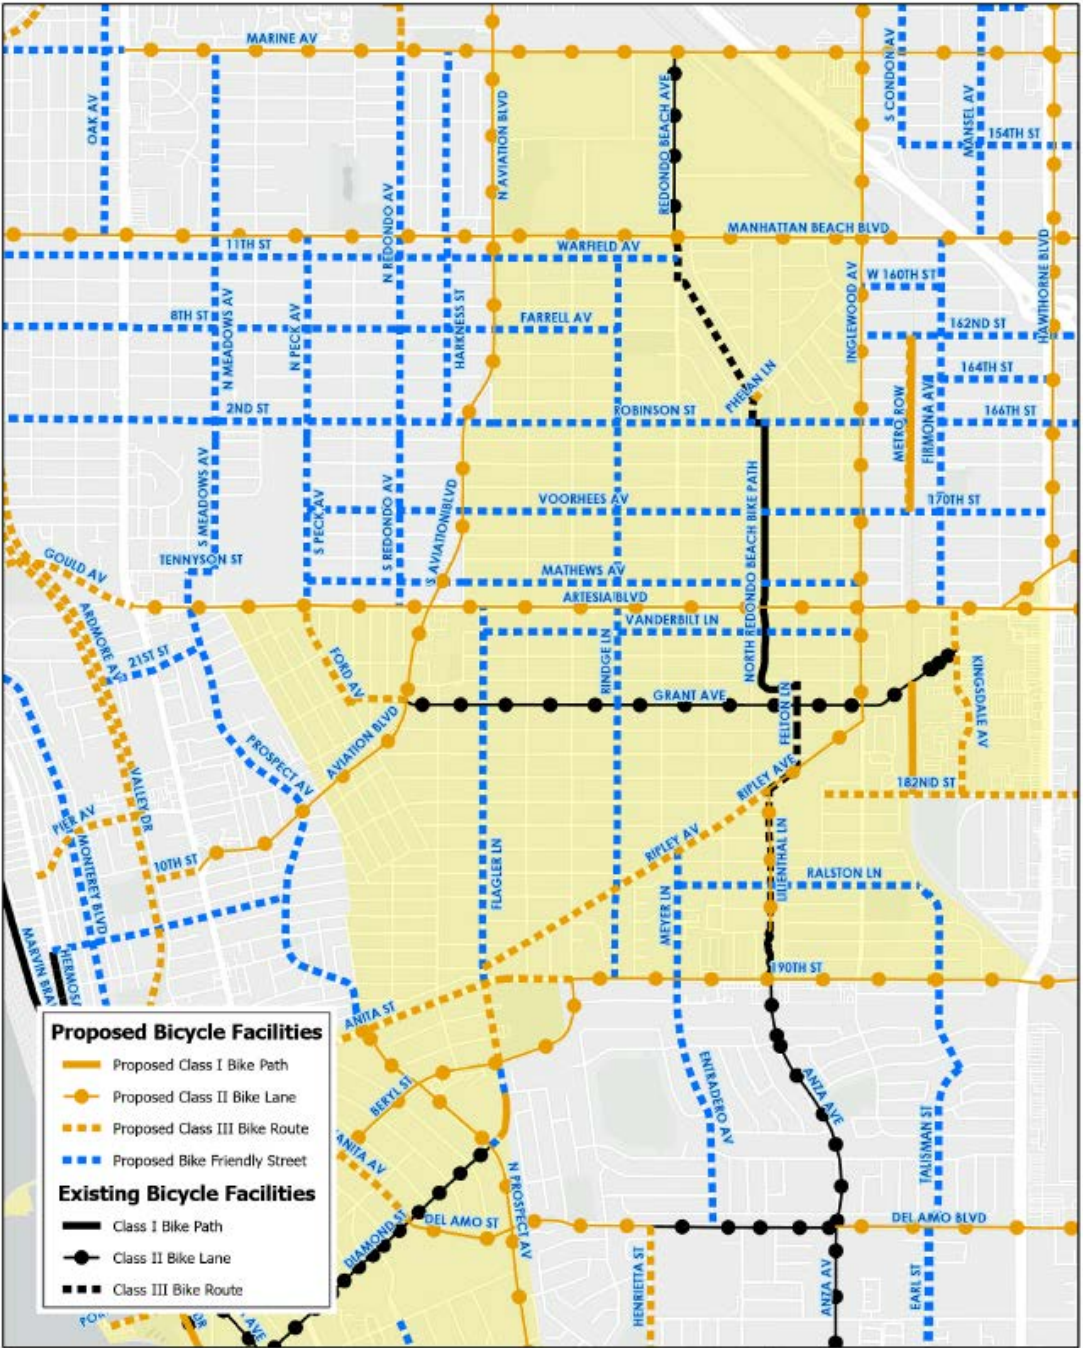 MARINE AV
OAK AV
N AVIATION BLVD
REDONDO BEACH AVE
S CONDON AV
MANSEL AV
154TH ST
N REDONDO AV
MANHATTAN BEACH BLVD
11TH ST
WARFIELD AV
W 160TH ST
HAWTHORNE BLVD
INGLEWOOD AV
8TH ST
N MEADOWS AV
N PECK AV
HARKNESS ST
FARRELL AV
162ND ST
164TH ST
PHELAN LN
2ND ST
ROBINSON ST
METRO ROW
FIRMONA AV
166TH ST
S MEADOWS AV
S PECK AV
S REDONDO AV
S AVIATION BLVD
VOORHEES AV
NORTH REDONDO BEACH BIKE PATH
170TH ST
GOULD AV
TENNYSON ST
MATHEWS AV
ARTESIA BLVD
ARDMORE AV
21ST ST
FORD AV
VANDERBILT LN
RINDGE LN
GRANT AVE
FELTON LN
KINGSDALE AV
PROSPECT AV
AVIATION BLVD
RIPLEY AVE
182ND ST
VALLEY DR
PIER AV
MONTEREY BLVD
10TH ST
FLAGLER LN
RIPLEY AV
LILIENTHAL LN
RALSTON LN
MEYER LN
MARVIN BRA
HERMOSA
190TH ST
ANITA ST
BERYL ST
ENTRADERO AV
ANZA AVE
TALISMAN ST
ANITA AV
N PROSPECT AV
DIAMOND ST
DEL AMO ST
DEL AMO BLVD
HENRIETTA ST
ANZA AV
EARL ST
Proposed Bicycle Facilities
Proposed Class I Bike Path
Proposed Class II Bike Lane
Proposed Class III Bike Route
Proposed Bike Friendly Street
Existing Bicycle Facilities
Class I Bike Path
Class II Bike Lane
Class III Bike Route
DR
AVE